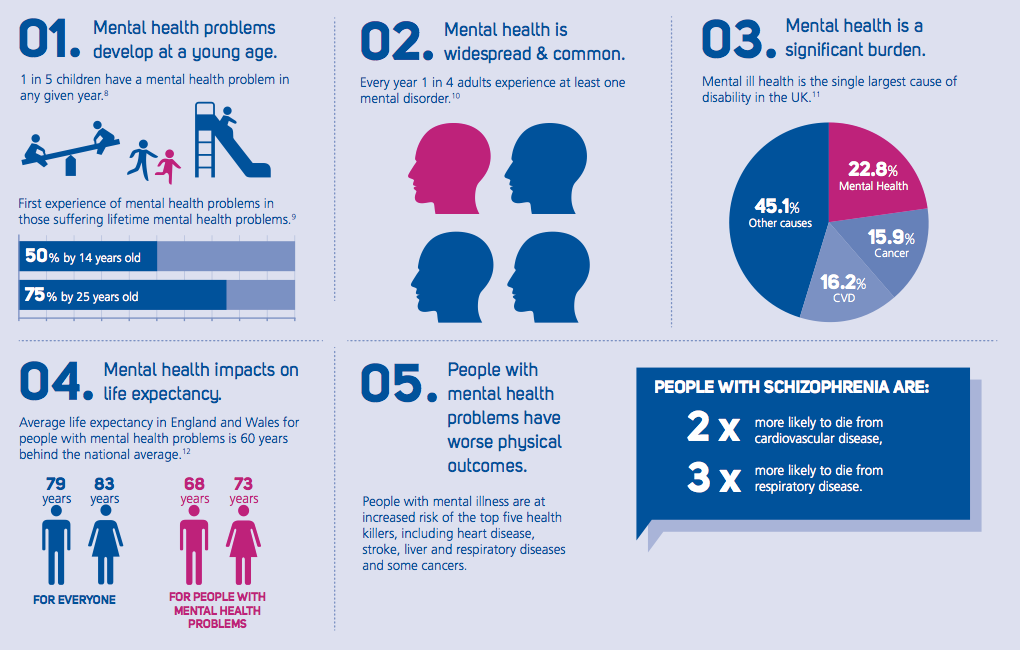 01. Mental health problems
develop at a young age.
1 in 5 children have a mental health problem in
any given year.8
First experience of mental health problems in
those suffering lifetime mental health problems.9
50% by 14 years old
75% by 25 years old
02. Mental health is
widespread & common.
Every year 1 in 4 adults experience at least one
mental disorder.10
03. Mental health is a
significant burden.
Mental ill health is the single largest cause of
disability in the UK.11
22.8%
Mental Health
15.9%
Cancer
16.2%
CVD
45.1%
Other causes
04. Mental health impacts on
life expectancy.
Average life expectancy in England and Wales for
people with mental health problems is 60 years
behind the national average.12
79 years
83 years
68 years
73 years
FOR EVERYONE
FOR PEOPLE WITH
MENTAL HEALTH
PROBLEMS
05. People with
mental health
problems have
worse physical
outcomes.
People with mental illness are at
increased risk of the top five health
killers, including heart disease,
stroke, liver and respiratory diseases
and some cancers.
PEOPLE WITH SCHIZOPHRENIA ARE:
2 x more likely to die from
cardiovascular disease,
3 x more likely to die from
respiratory disease.